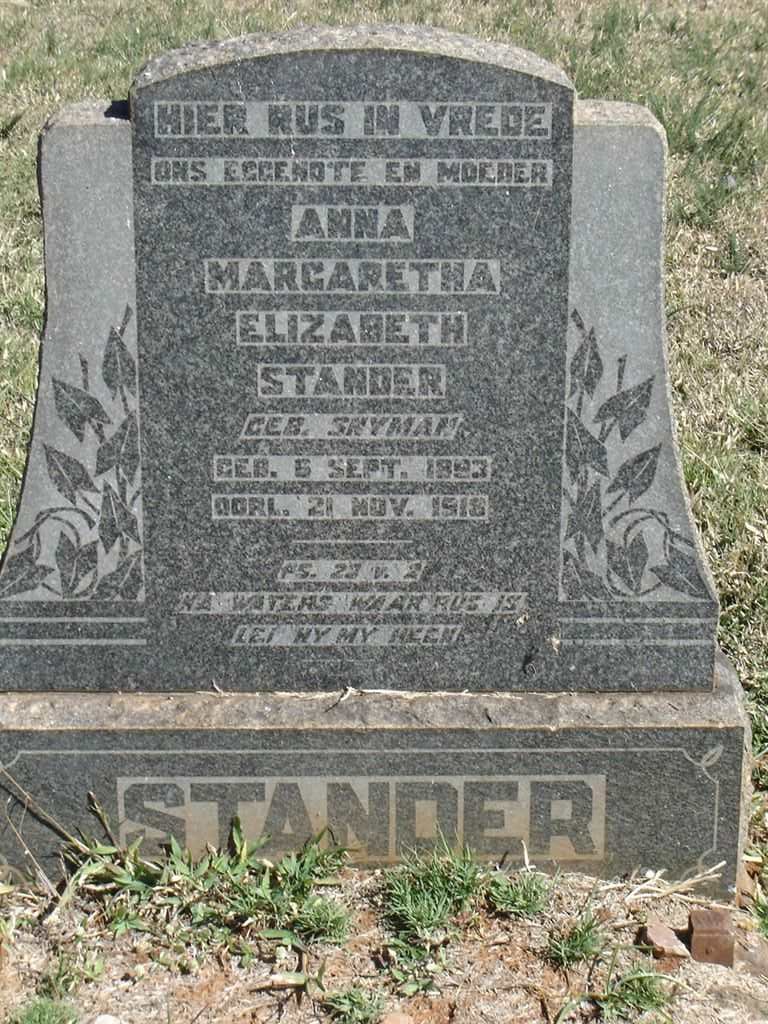 HIER RUS IN VREDE
ONS EGGENOTE EN MOEDER
ANNA
MARGARETHA
ELIZABETH
STANDER
GEB. SNYMAN
GEB. 5 SEPT. 1893
OORL. 21 NOV. 1918
PS. 23 V. 2
NA WATERS WAAR RUS IS
LEI HY MY HEEN
STANDER